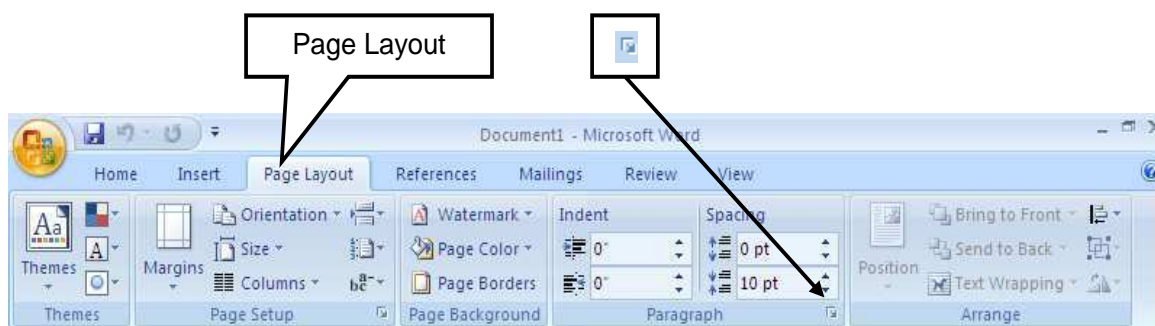 Page Layout
Document1 - Microsoft Word
Home Insert Page Layout References Mailings Review View
Aa Orientation Watermark Indent Spacing Bring to Front
A Size Page Color 0" 0 pt Send to Back
Themes Margins Columns Page Borders 0" 10 pt Position Text Wrapping
Themes Page Setup Page Background Paragraph Arrange